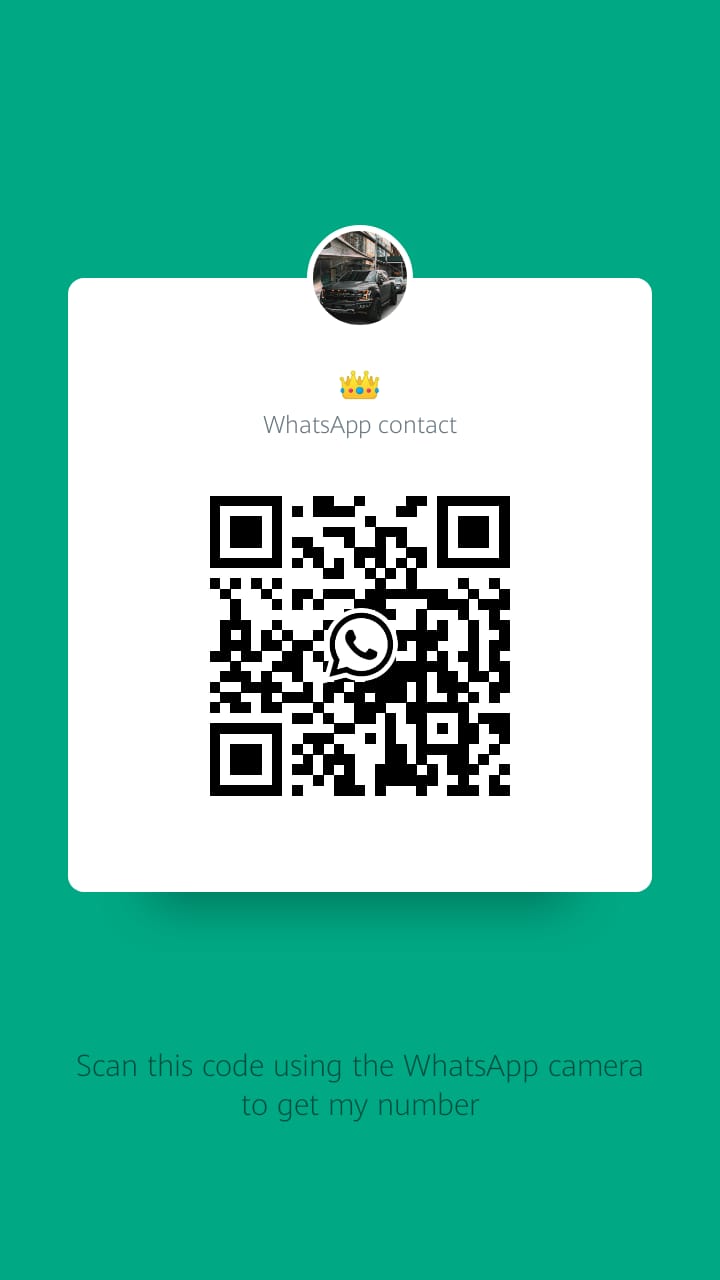 WhatsApp contact
Scan this code using the WhatsApp camera
to get my number